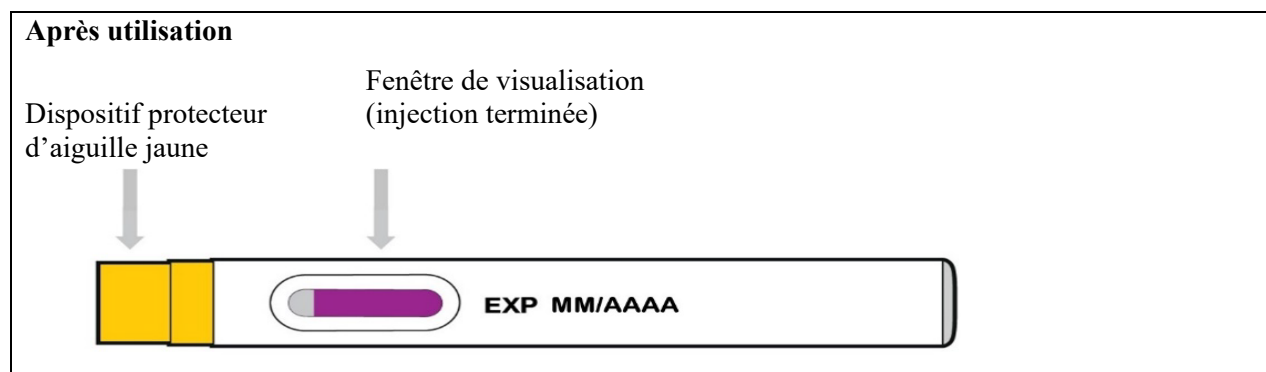 Après utilisation
Dispositif protecteur
d’aiguille jaune
Fenêtre de visualisation
(injection terminée)
EXP MM/AAAA